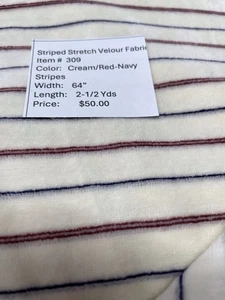 Striped Stretch Velour Fabric
Item # 309
Color: Cream/Red-Navy
Stripes
Width: 64"
Length: 2-1/2 Yds
Price: $50.00